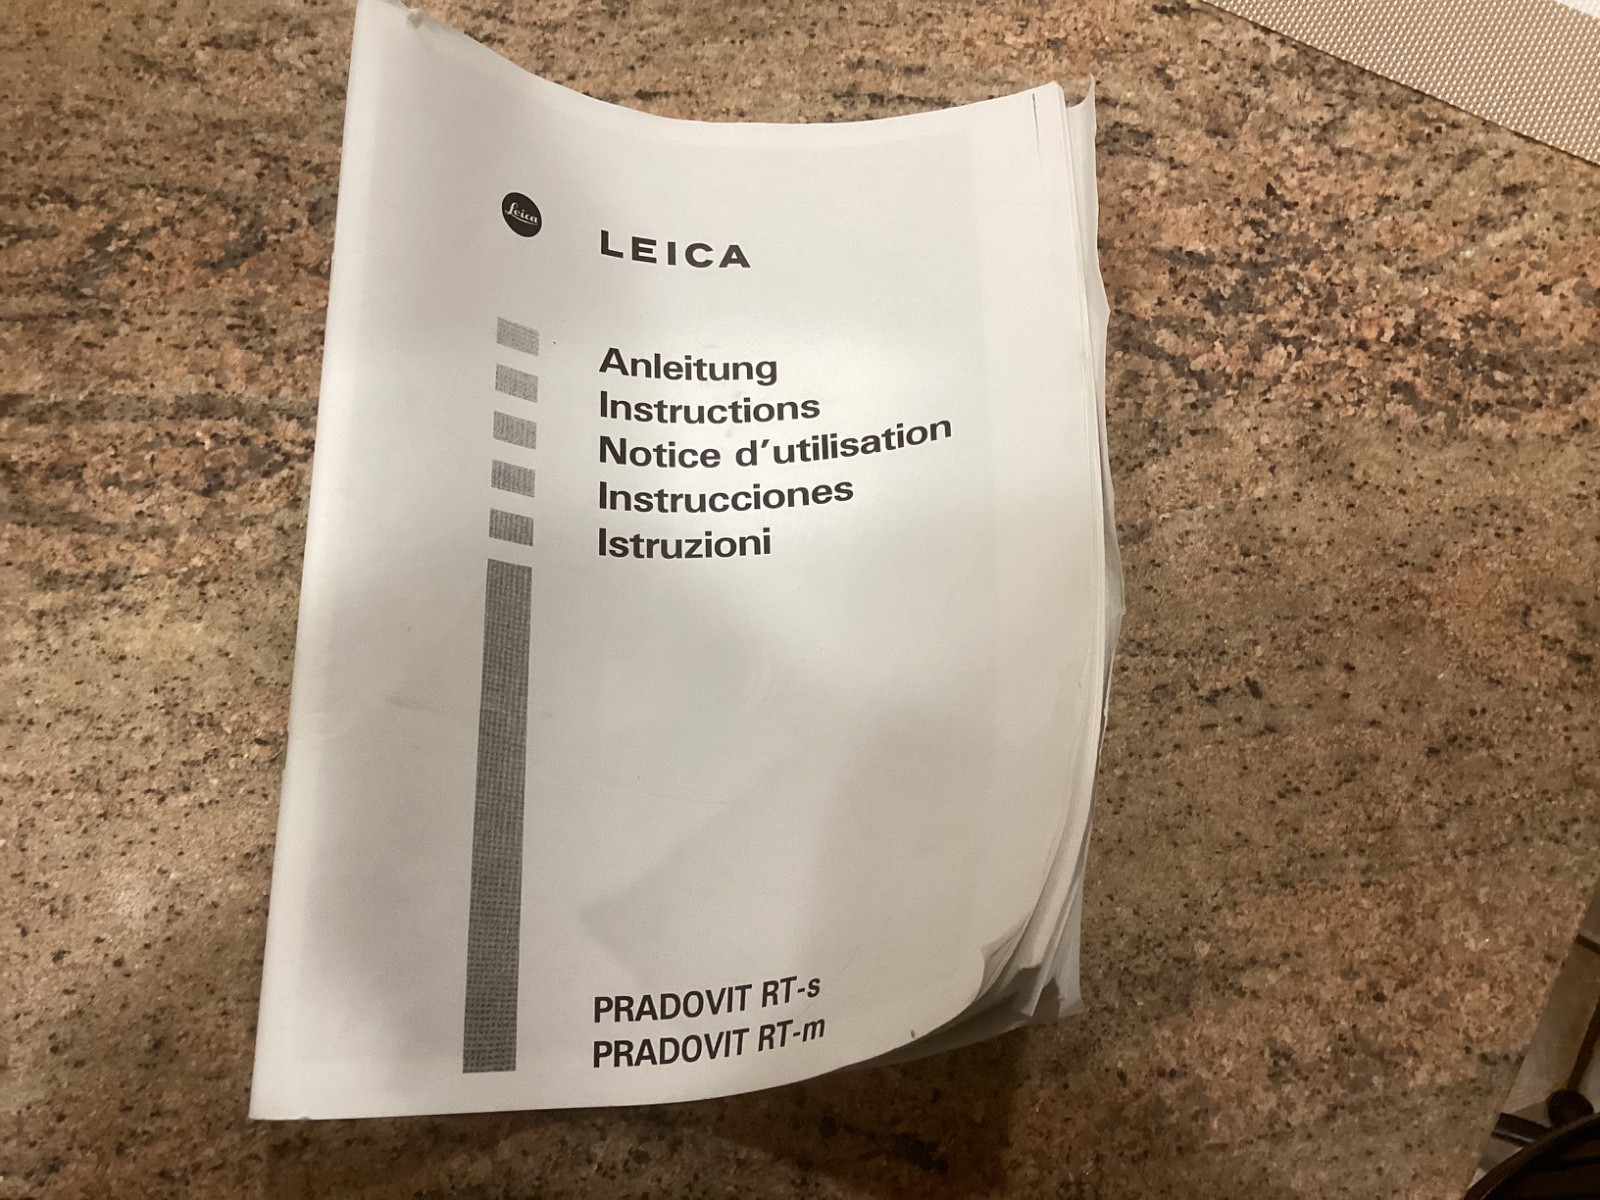 Leica
LEICA
Anleitung
Instructions
Notice d'utilisation
Instrucciones
Istruzioni
PRADOVIT RT-s
PRADOVIT RT-m